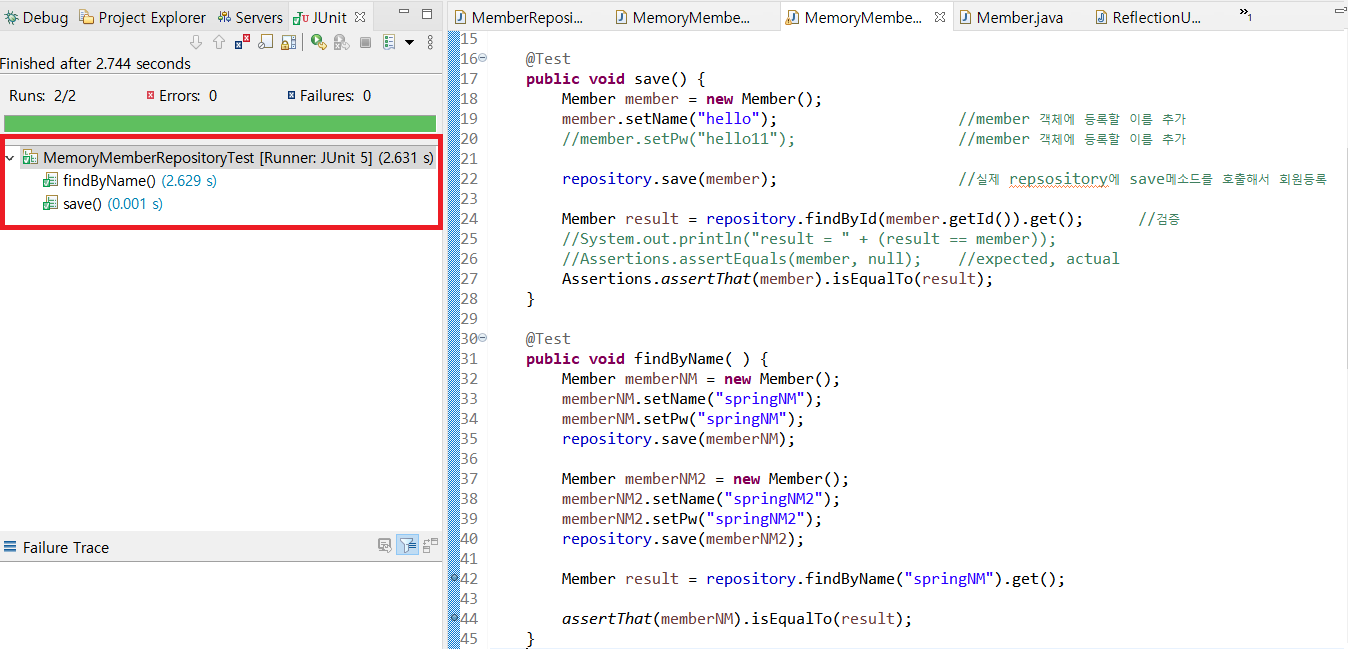 Debug Project Explorer Servers JUnit
Finished after 2.744 seconds
Runs: 2/2 Errors: 0 Failures: 0
MemoryMemberRepositoryTest [Runner: JUnit 5] (2.631 s)
findByName() (2.629 s)
save() (0.001 s)
Failure Trace
MemberReposi... MemoryMembe... MemoryMembe... Member.java ReflectionU... »1
15
16 @Test
17 public void save() {
18 Member member = new Member();
19 member.setName("hello"); //member 객체에 등록할 이름 추가
20 //member.setPw("hello11"); //member 객체에 등록할 이름 추가
21
22 repository.save(member); //실제 repsository에 save메소드를 호출해서 회원등록
23
24 Member result = repository.findById(member.getId()).get(); //검증
25 //System.out.println("result = " + (result == member));
26 //Assertions.assertEquals(member, null); //expected, actual
27 Assertions.assertThat(member).isEqualTo(result);
28 }
29
30 @Test
31 public void findByName( ) {
32 Member memberNM = new Member();
33 memberNM.setName("springNM");
34 memberNM.setPw("springNM");
35 repository.save(memberNM);
36
37 Member memberNM2 = new Member();
38 memberNM2.setName("springNM2");
39 memberNM2.setPw("springNM2");
40 repository.save(memberNM2);
41
42 Member result = repository.findByName("springNM").get();
43
44 assertThat(memberNM).isEqualTo(result);
45 }